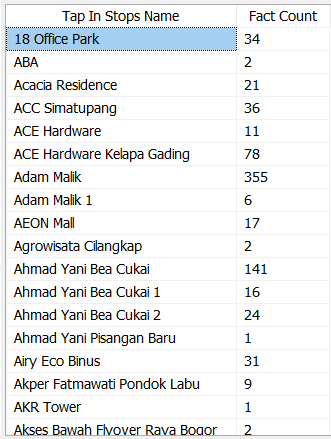 Tap In Stops Name Fact Count
18 Office Park 34
ABA 2
Acacia Residence 21
ACC Simatupang 36
ACE Hardware 11
ACE Hardware Kelapa Gading 78
Adam Malik 355
Adam Malik 1 6
AEON Mall 17
Agrowisata Cilangkap 2
Ahmad Yani Bea Cukai 141
Ahmad Yani Bea Cukai 1 16
Ahmad Yani Bea Cukai 2 24
Ahmad Yani Pisangan Baru 1
Airy Eco Binus 31
Akper Fatmawati Pondok Labu 9
AKR Tower 1
Akses Bawah Flyover Raya Bogor 2